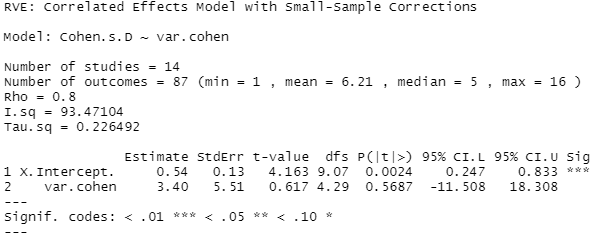 RVE: Correlated Effects Model with Small-Sample Corrections
Model: Cohen.s.D ~ var.cohen
Number of studies = 14
Number of outcomes = 87 (min = 1 , mean = 6.21 , median = 5 , max = 16 )
Rho = 0.8
I.sq = 93.47104
Tau.sq = 0.226492
Estimate StdErr t-value dfs P(|t|>) 95% CI.L 95% CI.U Sig
1 X.Intercept. 0.54 0.13 4.163 9.07 0.0024 0.247 0.833 ***
2 var.cohen 3.40 5.51 0.617 4.29 0.5687 -11.508 18.308
---
Signif. codes: < .01 *** < .05 ** < .10 *
---